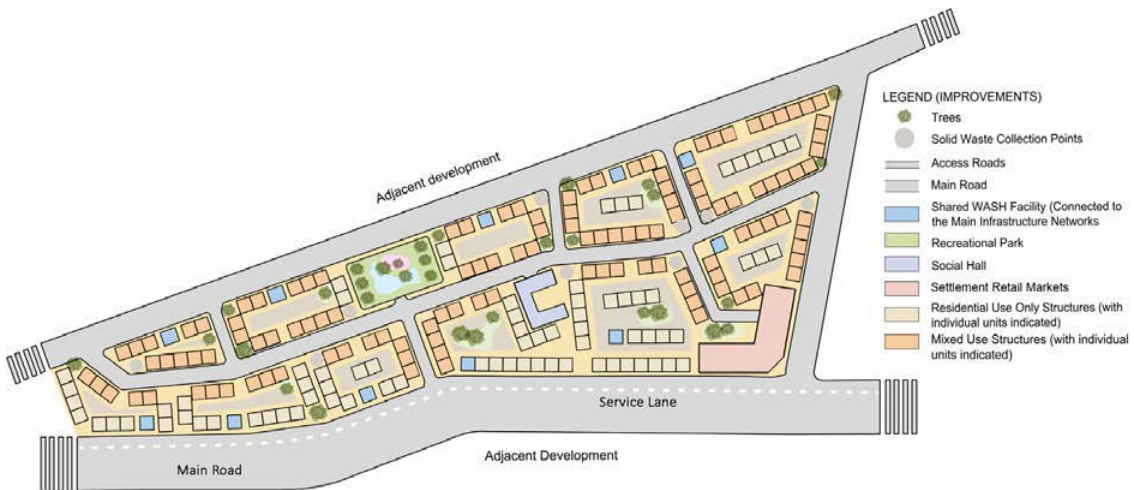 Adjacent development
Service Lane
Main Road
Adjacent Development
LEGEND (IMPROVEMENTS)
Trees
Solid Waste Collection Points
Access Roads
Main Road
Shared WASH Facility (Connected to
the Main Infrastructure Networks
Recreational Park
Social Hall
Settlement Retail Markets
Residential Use Only Structures (with
individual units indicated)
Mixed Use Structures (with individual
units indicated)